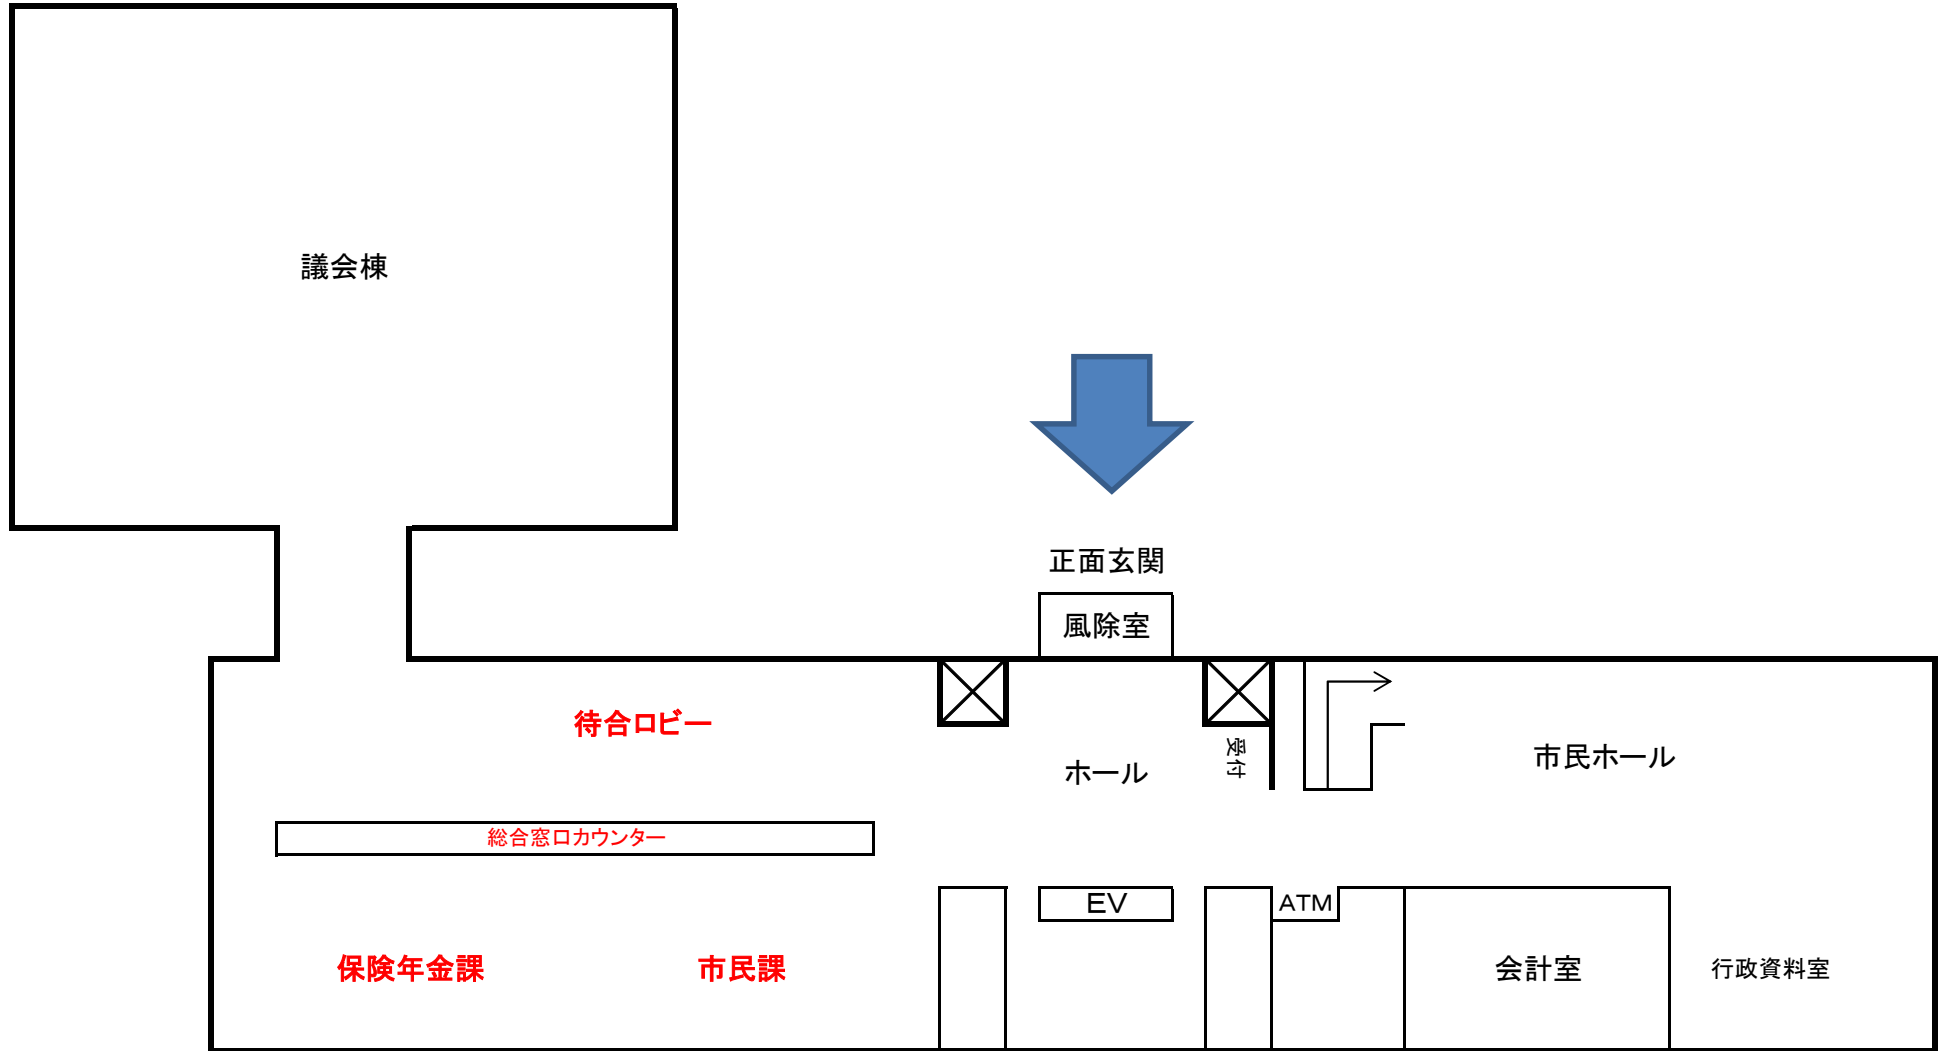 議会棟
正面玄関
風除室
待合ロビー
ホール
受付
市民ホール
総合窓口カウンター
EV
ATM
保険年金課
市民課
会計室
行政資料室